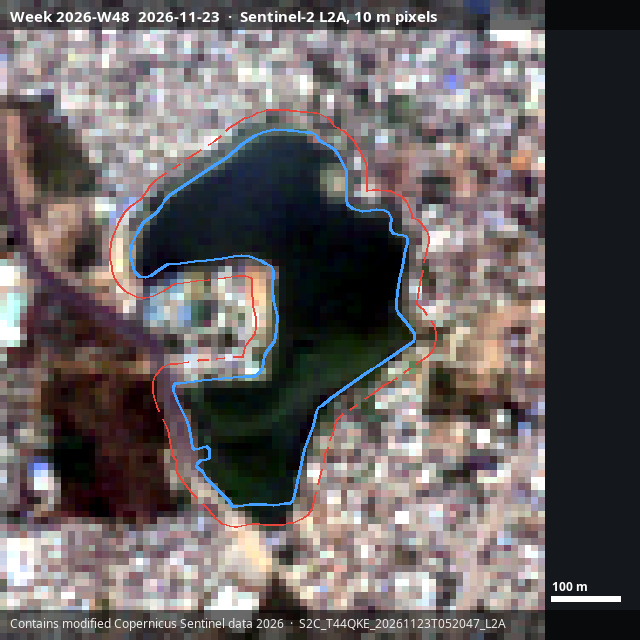 Week 2026-W48  2026-11-23  ·  Sentinel-2 L2A, 10 m pixels
100 m
Contains modified Copernicus Sentinel data 2026  ·  S2C_T44QKE_20261123T052047_L2A